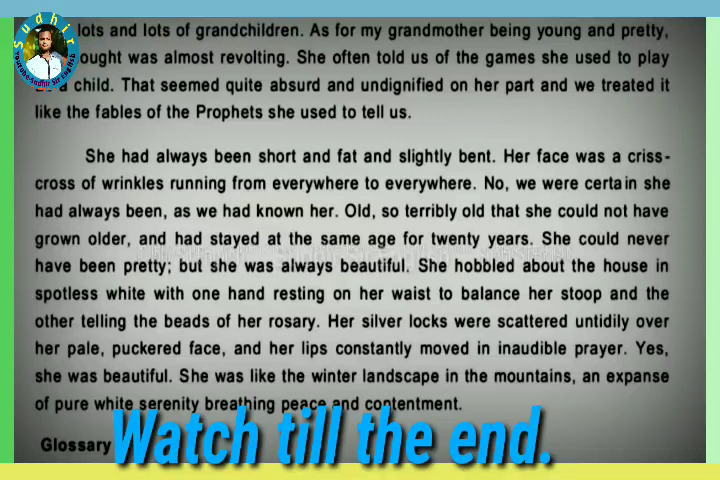 Sudhir
Youtube-Sudhir Sir English
lots and lots of grandchildren. As for my grandmother being young and pretty,
ought was almost revolting. She often told us of the games she used to play
a child. That seemed quite absurd and undignified on her part and we treated it
like the fables of the Prophets she used to tell us.
She had always been short and fat and slightly bent. Her face was a criss-
cross of wrinkles running from everywhere to everywhere. No, we were certain she
had always been, as we had known her. Old, so terribly old that she could not have
grown older, and had stayed at the same age for twenty years. She could never
have been pretty; but she was always beautiful. She hobbled about the house in
spotless white with one hand resting on her waist to balance her stoop and the
other telling the beads of her rosary. Her silver locks were scattered untidily over
her pale, puckered face, and her lips constantly moved in inaudible prayer. Yes,
she was beautiful. She was like the winter landscape in the mountains, an expanse
of pure white serenity breathing peace and contentment.
Glossary
Watch till the end.